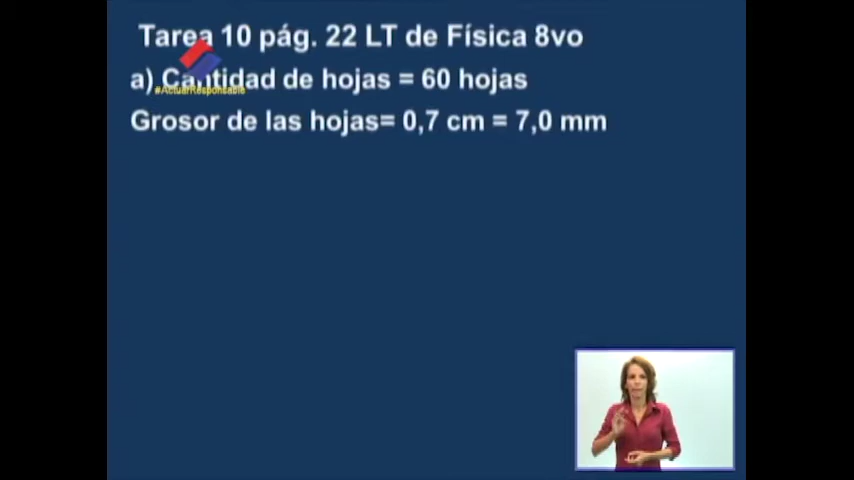 Tarea 10 pág. 22 LT de Física 8vo
a) Cantidad de hojas = 60 hojas
#ActuarResponsable
Grosor de las hojas= 0,7 cm = 7,0 mm